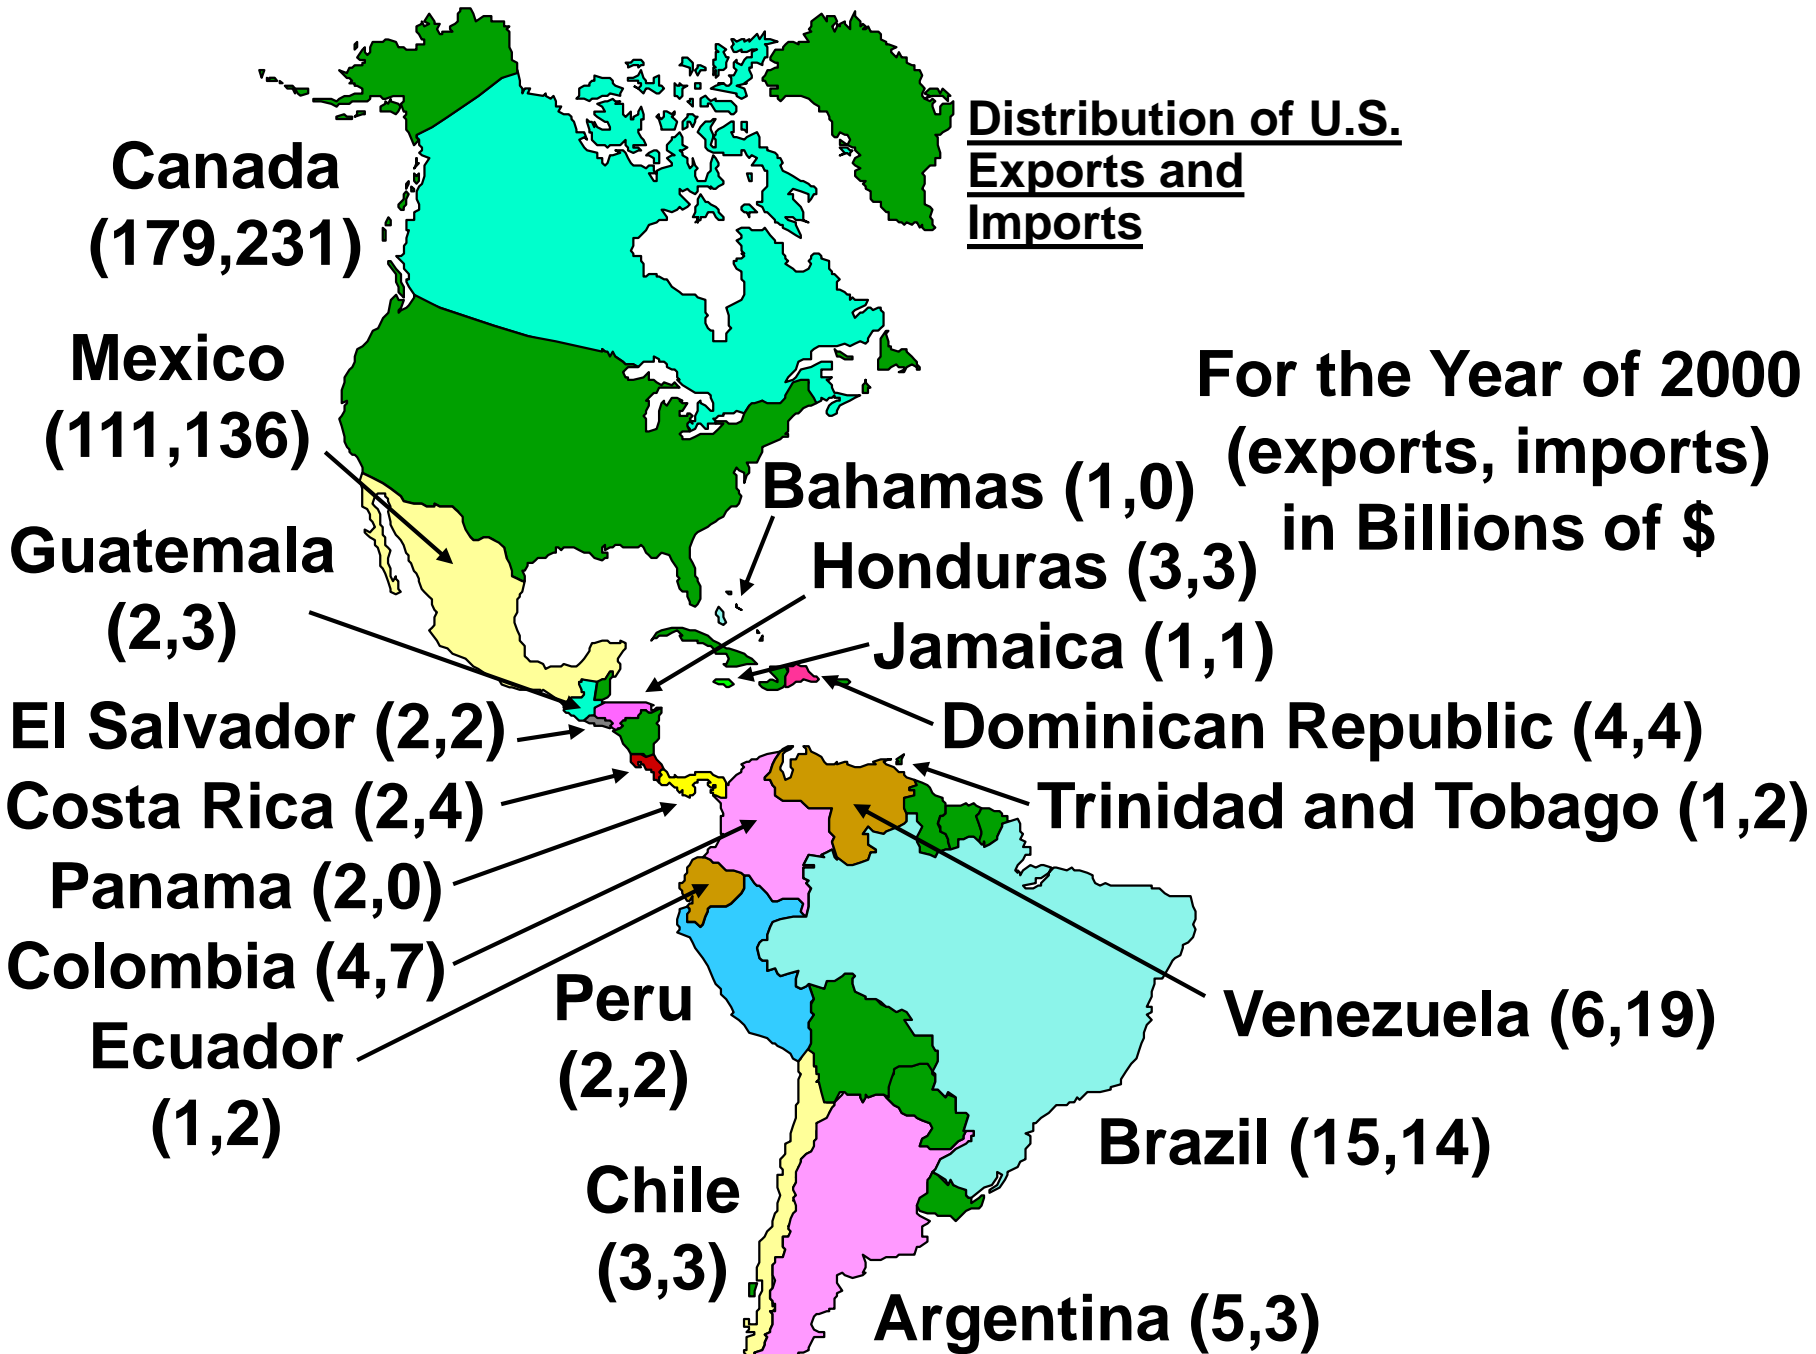 Distribution of U.S.
Exports and
Imports
Canada
(179,231)
Mexico
(111,136)
For the Year of 2000
(exports, imports)
in Billions of $
Bahamas (1,0)
Guatemala
(2,3)
Honduras (3,3)
Jamaica (1,1)
El Salvador (2,2)
Dominican Republic (4,4)
Costa Rica (2,4)
Trinidad and Tobago (1,2)
Panama (2,0)
Colombia (4,7)
Peru
(2,2)
Venezuela (6,19)
Ecuador
(1,2)
Brazil (15,14)
Chile
(3,3)
Argentina (5,3)